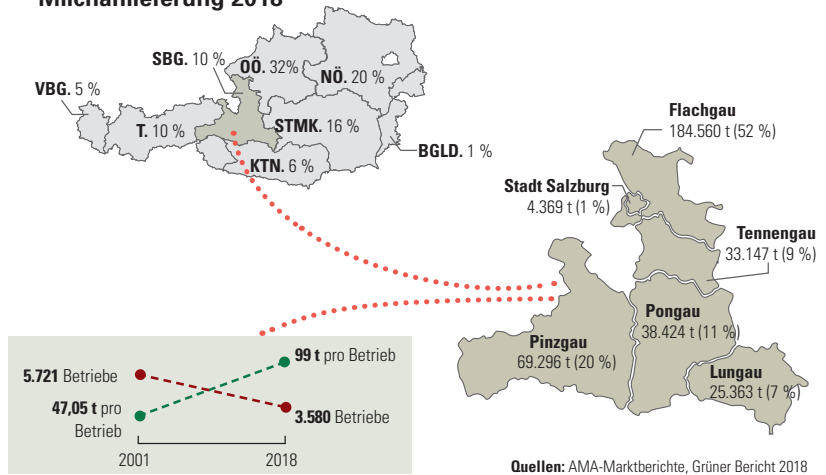 Milchanlieferung 2018
SBG. 10 %
OÖ. 32%
NÖ. 20 %
VBG. 5 %
T. 10 %
STMK. 16 %
BGLD. 1 %
KTN. 6 %
Flachgau
184.560 t (52 %)
Stadt Salzburg
4.369 t (1 %)
Tennengau
33.147 t (9 %)
Pongau
38.424 t (11 %)
Pinzgau
69.296 t (20 %)
Lungau
25.363 t (7 %)
99 t pro Betrieb
5.721 Betriebe
47,05 t pro
Betrieb
3.580 Betriebe
2001
2018
Quellen: AMA-Marktberichte, Grüner Bericht 2018